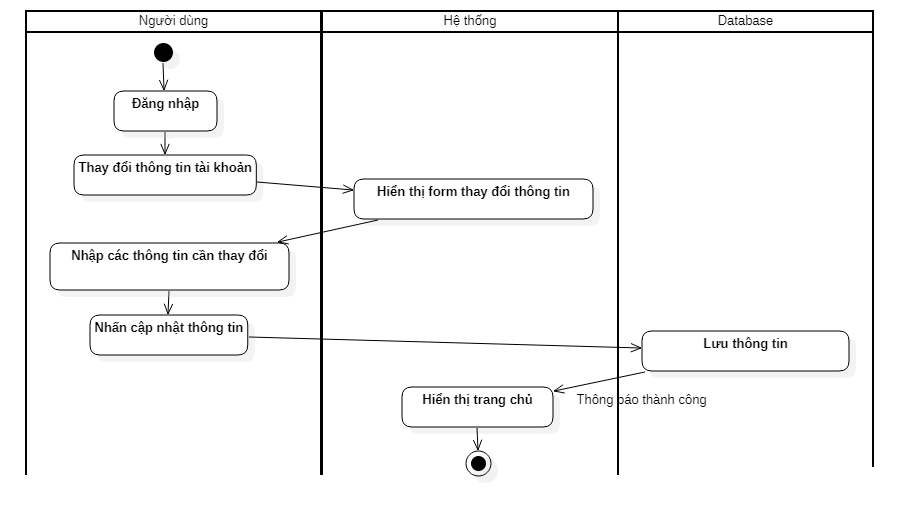 Người dùng
Hệ thống
Database
Đăng nhập
Thay đổi thông tin tài khoản
Hiển thị form thay đổi thông tin
Nhập các thông tin cần thay đổi
Nhấn cập nhật thông tin
Lưu thông tin
Hiển thị trang chủ
Thông báo thành công